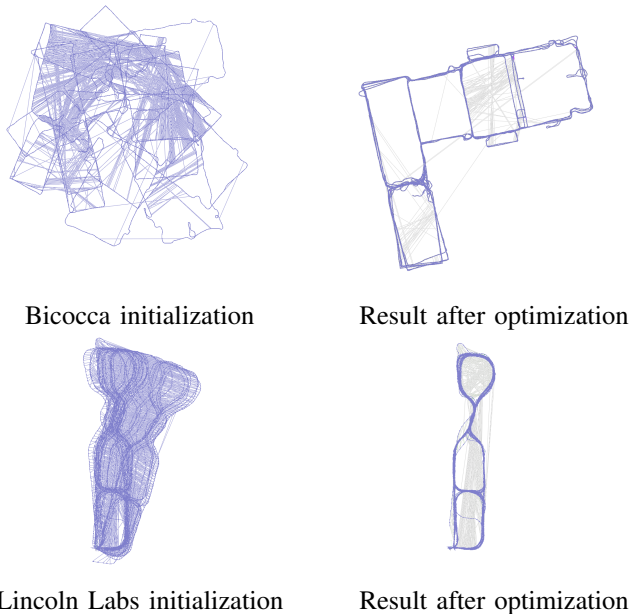 Bicocca initialization
Result after optimization
Lincoln Labs initialization
Result after optimization